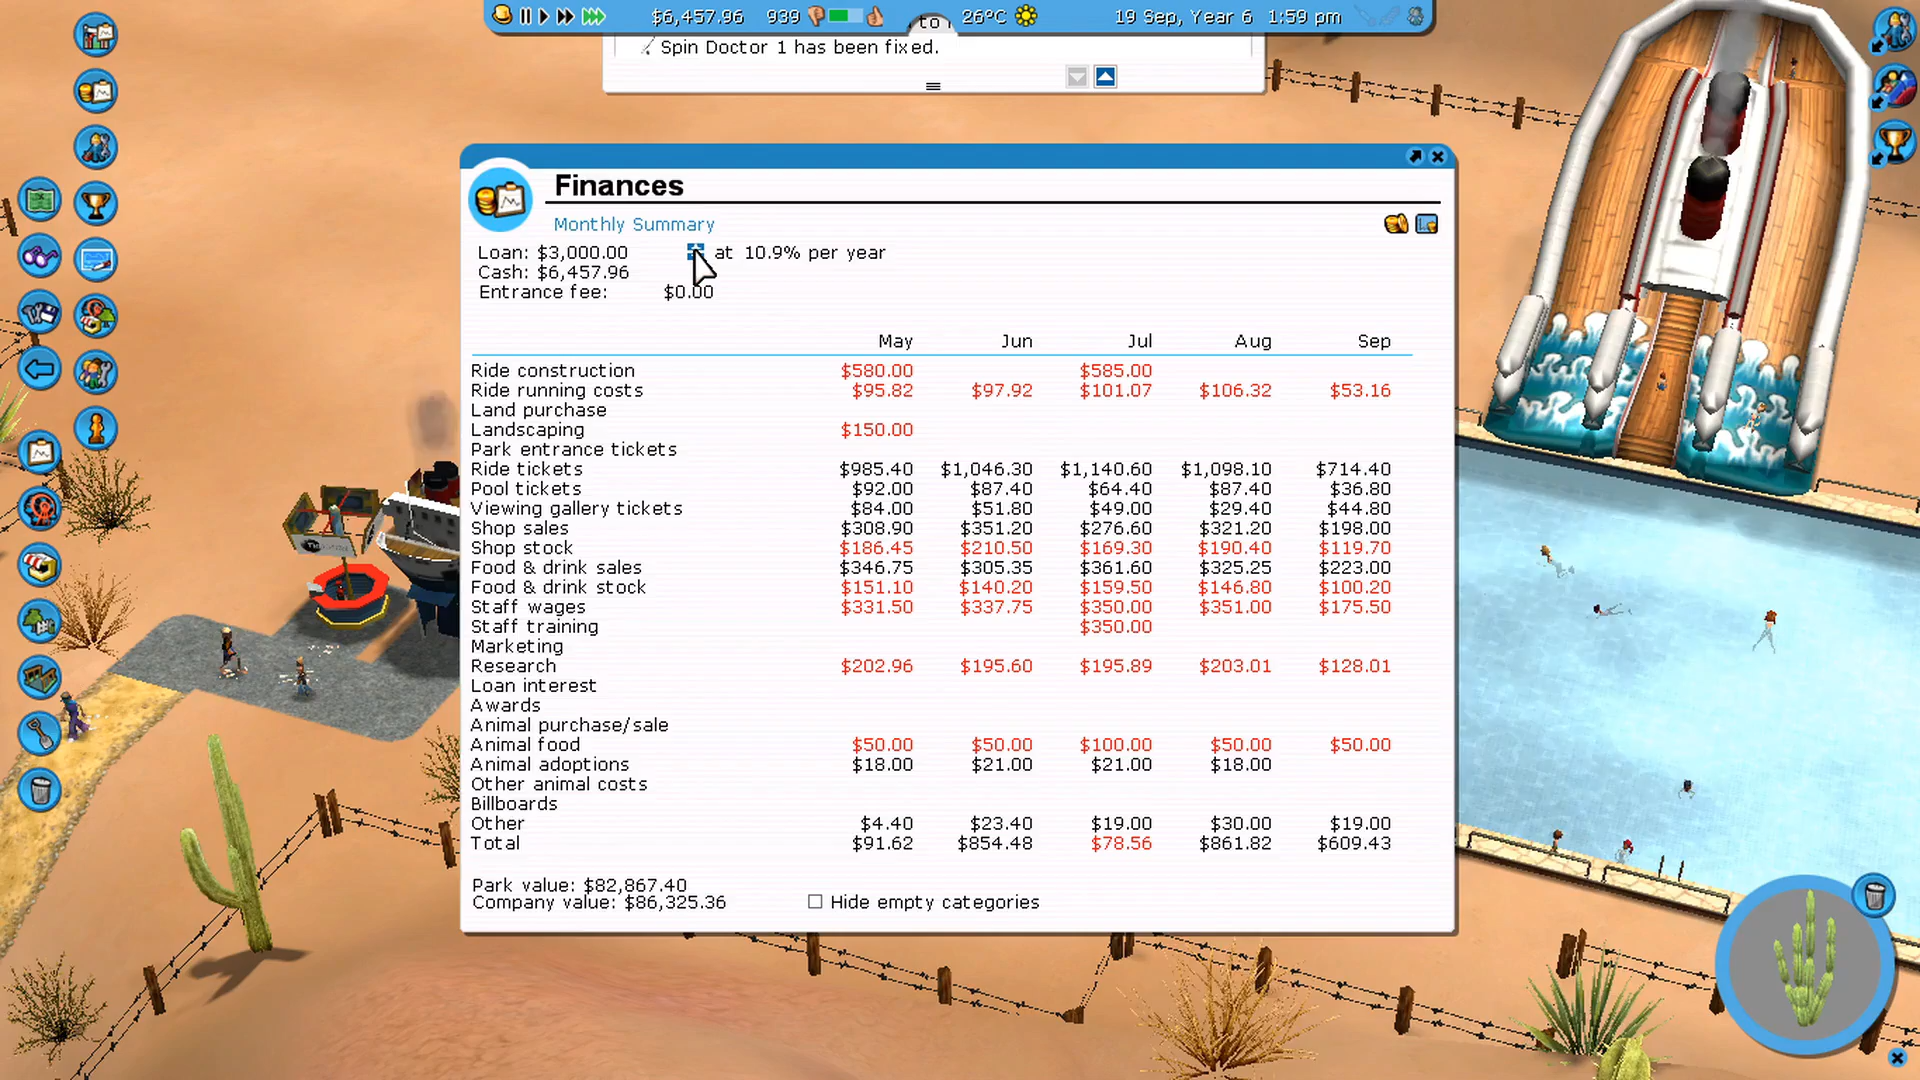 $6,457.96 939 to 26°C 19 Sep, Year 6 1:59 pm
Spin Doctor 1 has been fixed.
Finances
Monthly Summary
Loan: $3,000.00 at 10.9% per year
Cash: $6,457.96
Entrance fee: $0.00
May Jun Jul Aug Sep
Ride construction $580.00 $585.00
Ride running costs $95.82 $97.92 $101.07 $106.32 $53.16
Land purchase
Landscaping $150.00
Park entrance tickets
Ride tickets $985.40 $1,046.30 $1,140.60 $1,098.10 $714.40
Pool tickets $92.00 $87.40 $64.40 $87.40 $36.80
Viewing gallery tickets $84.00 $51.80 $49.00 $29.40 $44.80
Shop sales $308.90 $351.20 $276.60 $321.20 $198.00
Shop stock $186.45 $210.50 $169.30 $190.40 $119.70
Food & drink sales $346.75 $305.35 $361.60 $325.25 $223.00
Food & drink stock $151.10 $140.20 $159.50 $146.80 $100.20
Staff wages $331.50 $337.75 $350.00 $351.00 $175.50
Staff training $350.00
Marketing
Research $202.96 $195.60 $195.89 $203.01 $128.01
Loan interest
Awards
Animal purchase/sale
Animal food $50.00 $50.00 $100.00 $50.00 $50.00
Animal adoptions $18.00 $21.00 $21.00 $18.00
Other animal costs
Billboards
Other $4.40 $23.40 $19.00 $30.00 $19.00
Total $91.62 $854.48 $78.56 $861.82 $609.43
Park value: $82,867.40
Company value: $86,325.36 Hide empty categories